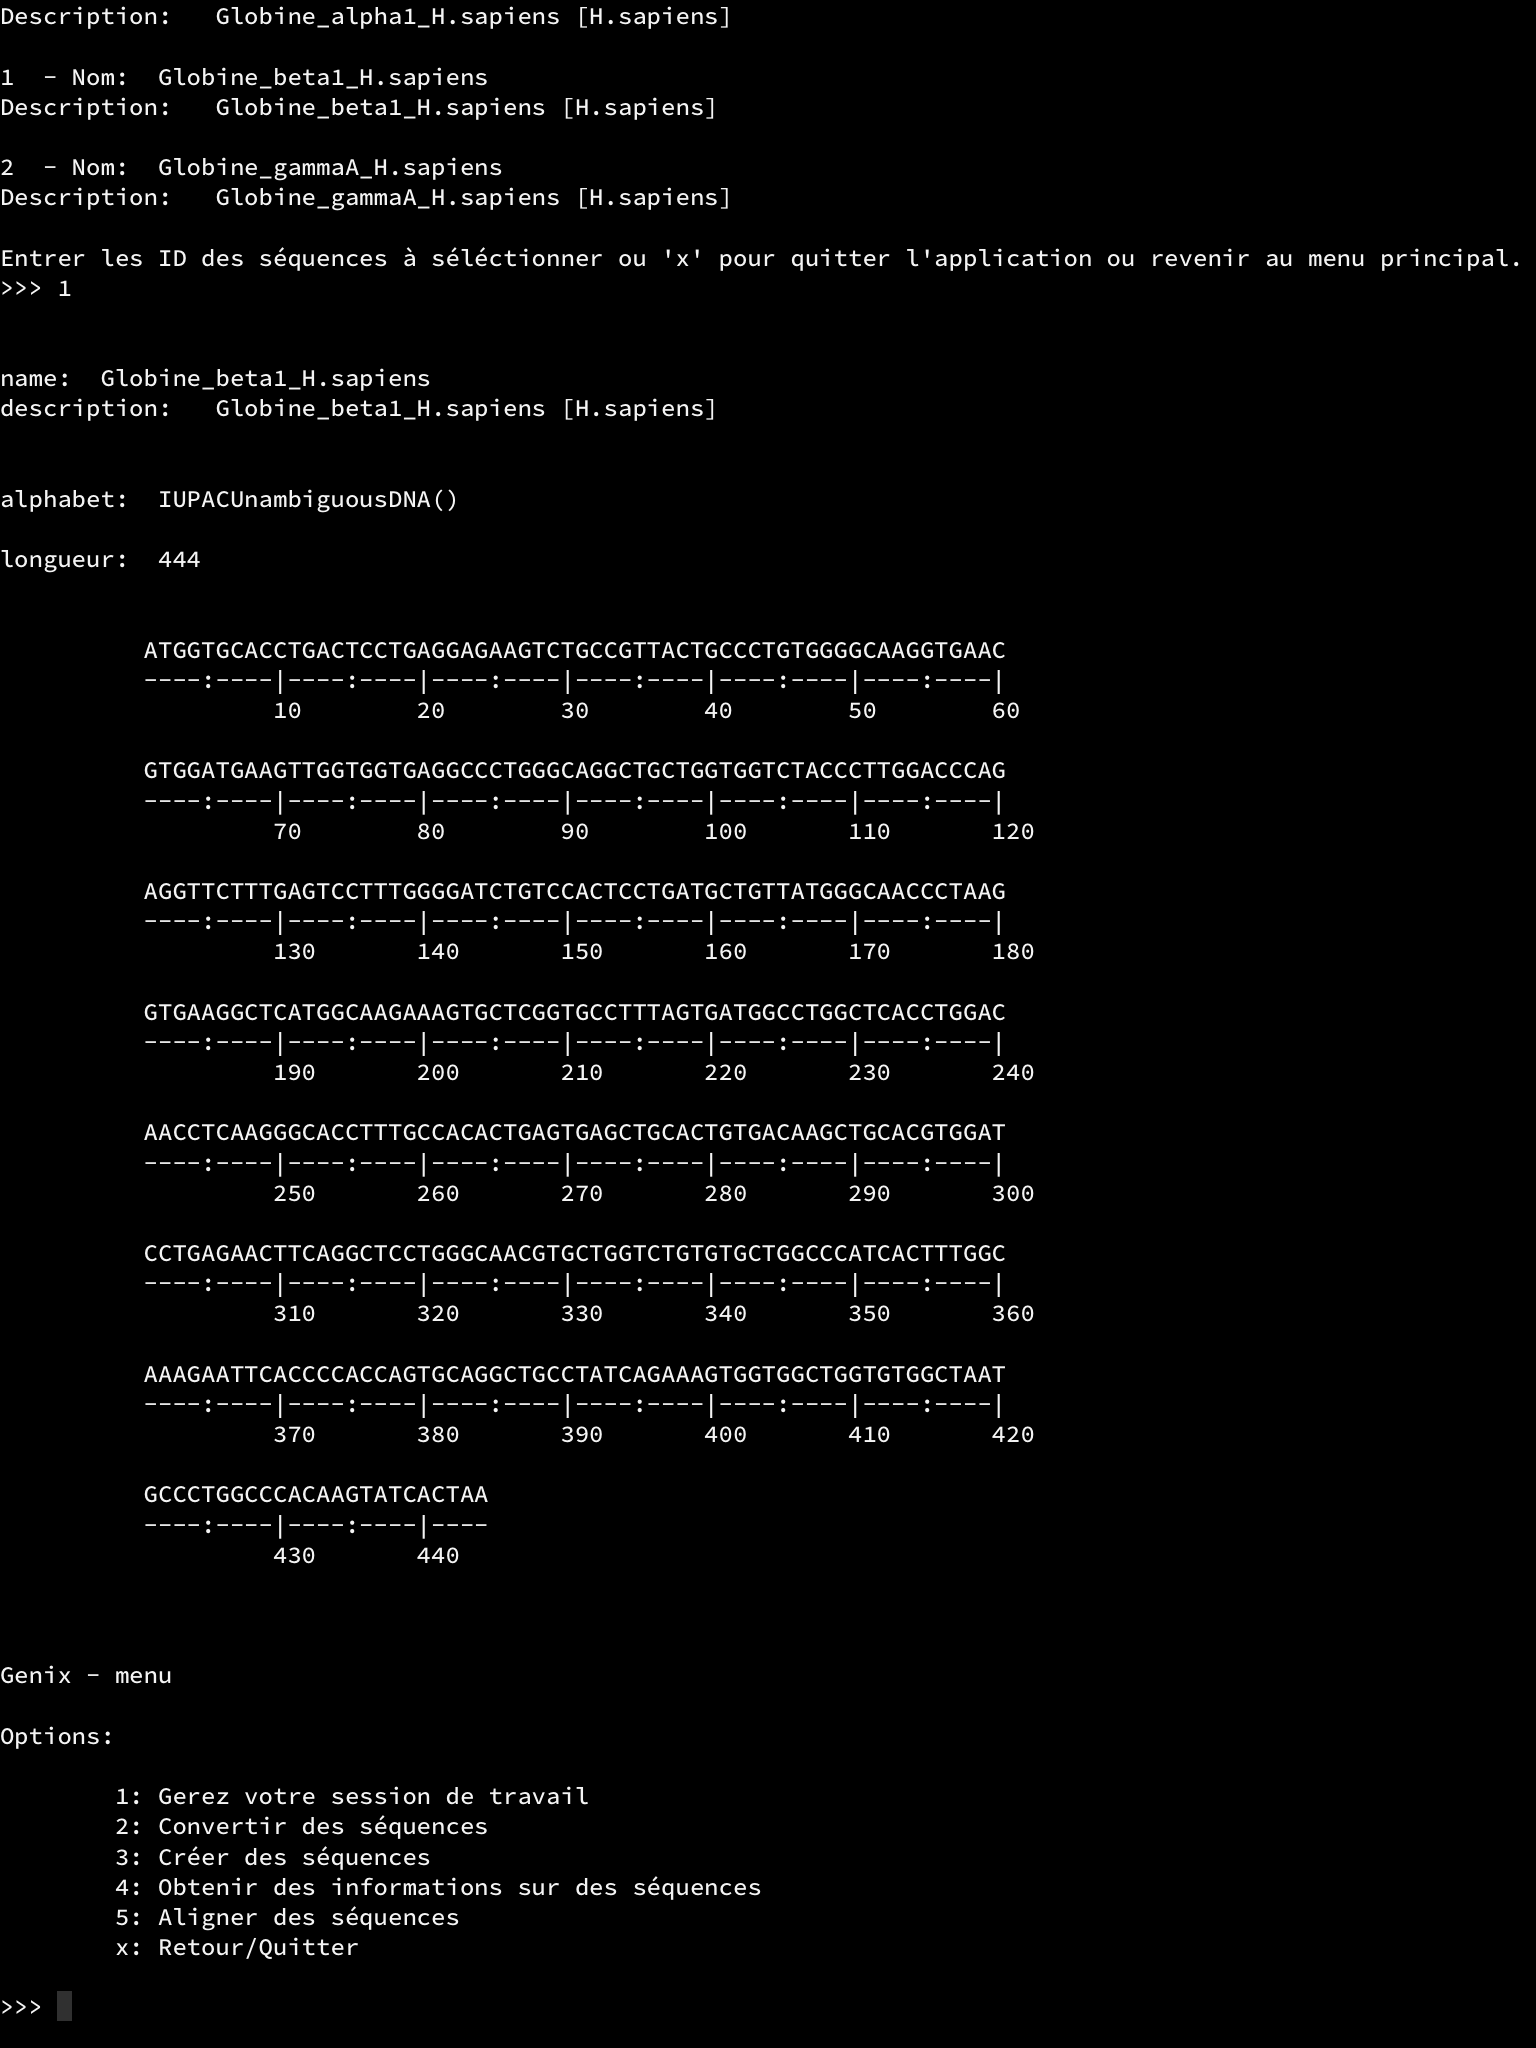 Description:   Globine_alpha1_H.sapiens [H.sapiens]
1  - Nom:  Globine_beta1_H.sapiens
Description:   Globine_beta1_H.sapiens [H.sapiens]
2  - Nom:  Globine_gammaA_H.sapiens
Description:   Globine_gammaA_H.sapiens [H.sapiens]
Entrer les ID des séquences à séléctionner ou 'x' pour quitter l'application ou revenir au menu principal.
>>> 1
name:  Globine_beta1_H.sapiens
description:   Globine_beta1_H.sapiens [H.sapiens]
alphabet:  IUPACUnambiguousDNA()
longueur:  444
ATGGTGCACCTGACTCCTGAGGAGAAGTCTGCCGTTACTGCCCTGTGGGGCAAGGTGAAC
----:----|----:----|----:----|----:----|----:----|----:----|
10        20        30        40        50        60
GTGGATGAAGTTGGTGGTGAGGCCCTGGGCAGGCTGCTGGTGGTCTACCCTTGGACCCAG
----:----|----:----|----:----|----:----|----:----|----:----|
70        80        90        100       110       120
AGGTTCTTTGAGTCCTTTGGGGATCTGTCCACTCCTGATGCTGTTATGGGCAACCCTAAG
----:----|----:----|----:----|----:----|----:----|----:----|
130       140       150       160       170       180
GTGAAGGCTCATGGCAAGAAAGTGCTCGGTGCCTTTAGTGATGGCCTGGCTCACCTGGAC
----:----|----:----|----:----|----:----|----:----|----:----|
190       200       210       220       230       240
AACCTCAAGGGCACCTTTGCCACACTGAGTGAGCTGCACTGTGACAAGCTGCACGTGGAT
----:----|----:----|----:----|----:----|----:----|----:----|
250       260       270       280       290       300
CCTGAGAACTTCAGGCTCCTGGGCAACGTGCTGGTCTGTGTGCTGGCCCATCACTTTGGC
----:----|----:----|----:----|----:----|----:----|----:----|
310       320       330       340       350       360
AAAGAATTCACCCCACCAGTGCAGGCTGCCTATCAGAAAGTGGTGGCTGGTGTGGCTAAT
----:----|----:----|----:----|----:----|----:----|----:----|
370       380       390       400       410       420
GCCCTGGCCCACAAGTATCACTAA
----:----|----:----|----
430       440
Genix - menu
Options:
1: Gerez votre session de travail
2: Convertir des séquences
3: Créer des séquences
4: Obtenir des informations sur des séquences
5: Aligner des séquences
x: Retour/Quitter
>>>